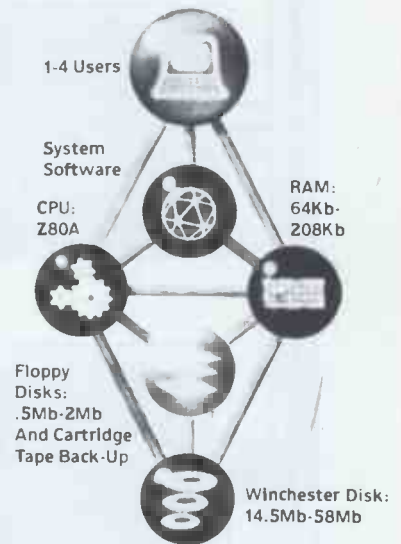 1-4 Users
System
Software
CPU:
Z80A
RAM:
64Kb-
208Kb
Floppy
Disks:
.5Mb-2Mb
And Cartridge
Tape Back-Up
Winchester Disk:
14.5Mb-58Mb